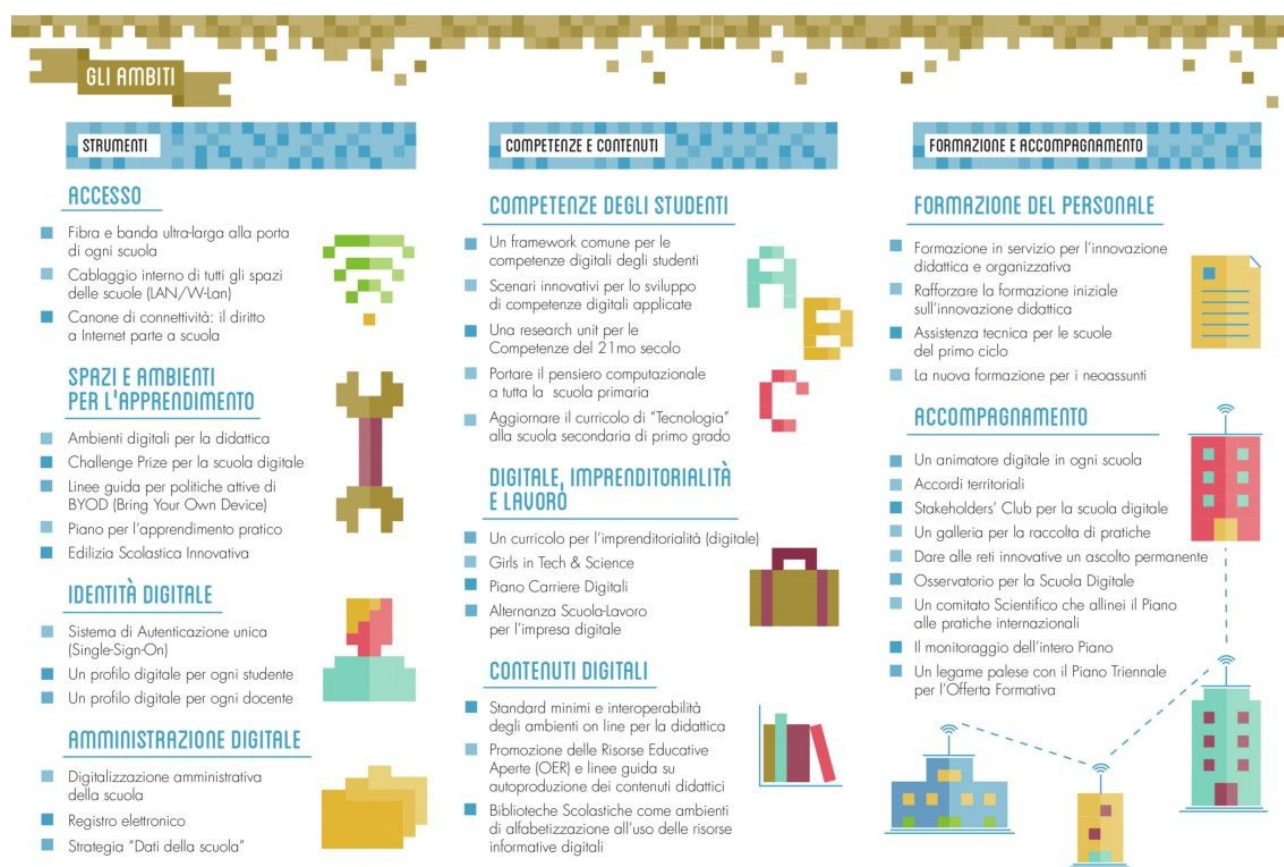 GLI AMBITI
STRUMENTI
ACCESSO
Fibra e banda ultra-larga alla porta
di ogni scuola
Cablaggio interno di tutti gli spazi
delle scuole (LAN/W-Lan)
Canone di connettività: il diritto
a Internet parte a scuola
SPAZI E AMBIENTI
PER L'APPRENDIMENTO
Ambienti digitali per la didattica
Challenge Prize per la scuola digitale
Linee guida per politiche attive di
BYOD (Bring Your Own Device)
Piano per l'apprendimento pratico
Edilizia Scolastica Innovativa
IDENTITÀ DIGITALE
Sistema di Autenticazione unica
(Single-Sign-On)
Un profilo digitale per ogni studente
Un profilo digitale per ogni docente
AMMINISTRAZIONE DIGITALE
Digitalizzazione amministrativa
della scuola
Registro elettronico
Strategia "Dati della scuola"
COMPETENZE E CONTENUTI
COMPETENZE DEGLI STUDENTI
Un framework comune per le
competenze digitali degli studenti
Scenari innovativi per lo sviluppo
di competenze digitali applicate
Una research unit per le
Competenze del 21mo secolo
Portare il pensiero computazionale
a tutta la scuola primaria
Aggiornare il curricolo di "Tecnologia"
alla scuola secondaria di primo grado
A
B
C
DIGITALE, IMPRENDITORIALITÀ
E LAVORO
Un curricolo per l'imprenditorialità (digitale)
Girls in Tech & Science
Piano Carriere Digitali
Alternanza Scuola-Lavoro
per l'impresa digitale
CONTENUTI DIGITALI
Standard minimi e interoperabilità
degli ambienti on line per la didattica
Promozione delle Risorse Educative
Aperte (OER) e linee guida su
autoproduzione dei contenuti didattici
Biblioteche Scolastiche come ambienti
di alfabetizzazione all'uso delle risorse
informative digitali
FORMAZIONE E ACCOMPAGNAMENTO
FORMAZIONE DEL PERSONALE
Formazione in servizio per l'innovazione
didattica e organizzativa
Rafforzare la formazione iniziale
sull'innovazione didattica
Assistenza tecnica per le scuole
del primo ciclo
La nuova formazione per i neoassunti
ACCOMPAGNAMENTO
Un animatore digitale in ogni scuola
Accordi territoriali
Stakeholders' Club per la scuola digitale
Un galleria per la raccolta di pratiche
Dare alle reti innovative un ascolto permanente
Osservatorio per la Scuola Digitale
Un comitato Scientifico che allinei il Piano
alle pratiche internazionali
Il monitoraggio dell'intero Piano
Un legame palese con il Piano Triennale
per l'Offerta Formativa